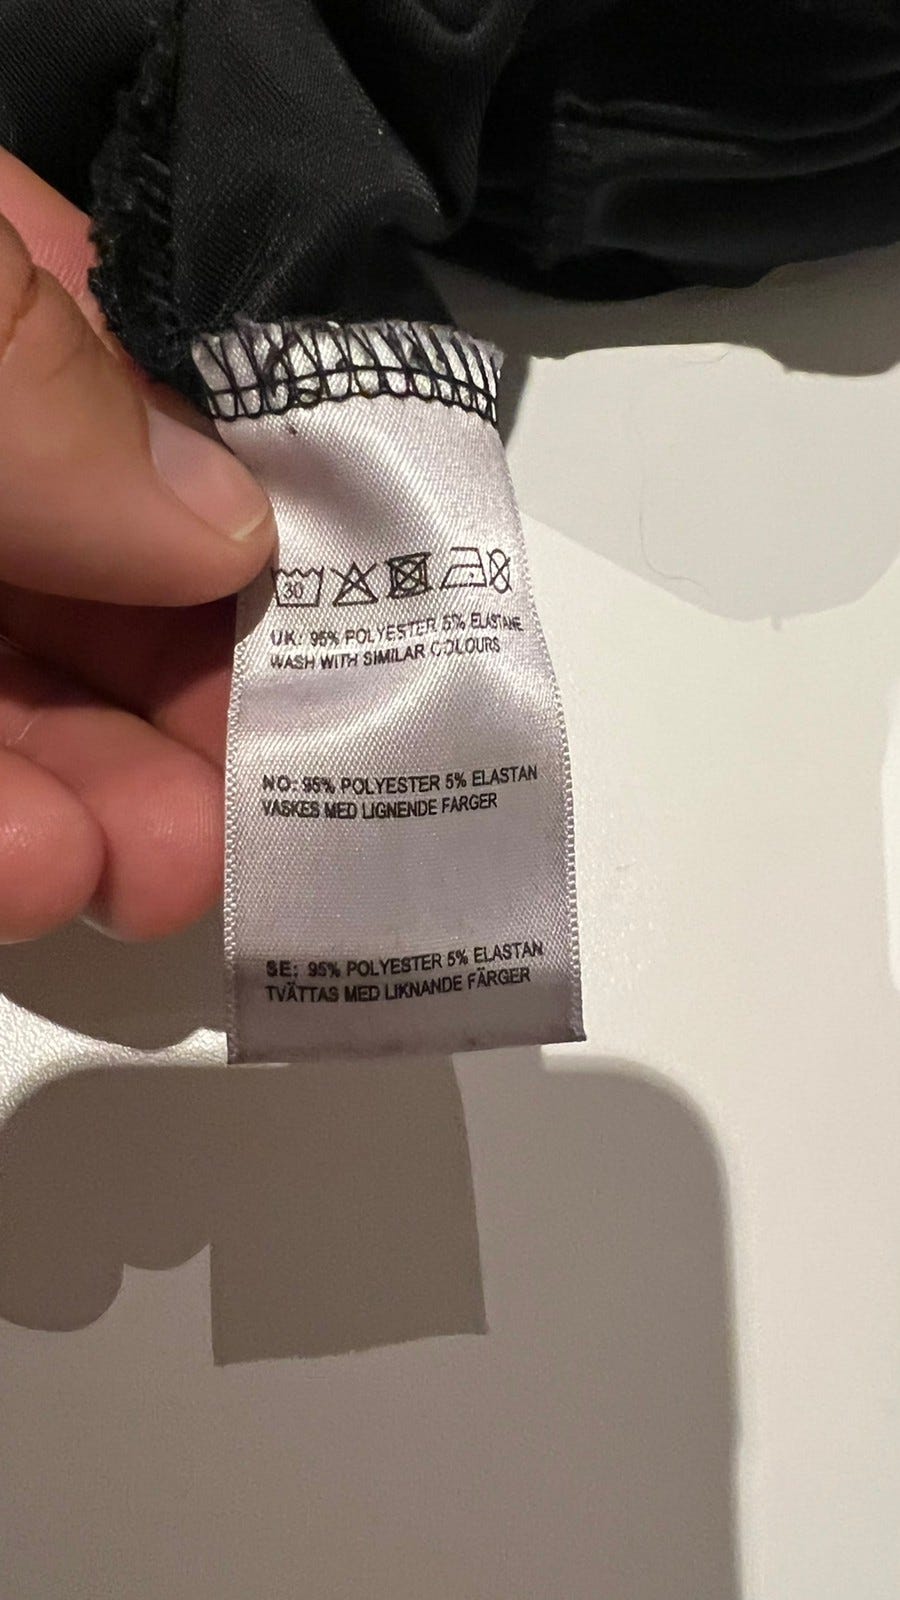 30
UK: 95% POLYESTER 5% ELASTANE
WASH WITH SIMILAR COLOURS
NO: 95% POLYESTER 5% ELASTAN
VASKES MED LIGNENDE FARGER
SE: 95% POLYESTER 5% ELASTAN
TVÄTTAS MED LIKNANDE FÄRGER